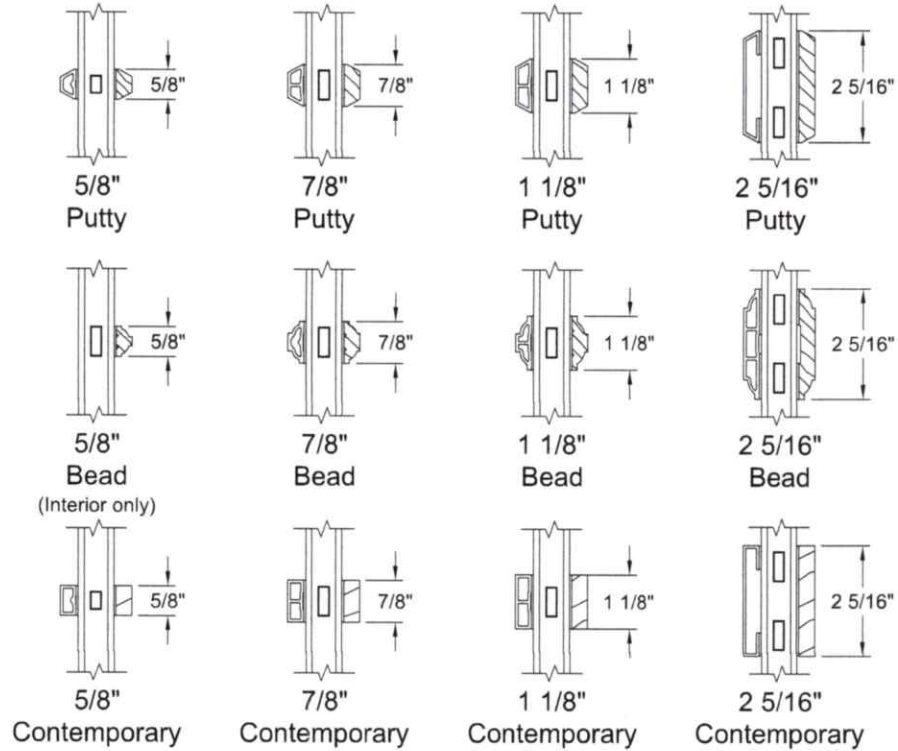 5/8"
7/8"
1 1/8"
2 5/16"
5/8"
Putty
7/8"
Putty
1 1/8"
Putty
2 5/16"
Putty
5/8"
7/8"
1 1/8"
2 5/16"
5/8"
Bead
(Interior only)
7/8"
Bead
1 1/8"
Bead
2 5/16"
Bead
5/8"
7/8"
1 1/8"
2 5/16"
5/8"
Contemporary
7/8"
Contemporary
1 1/8"
Contemporary
2 5/16"
Contemporary